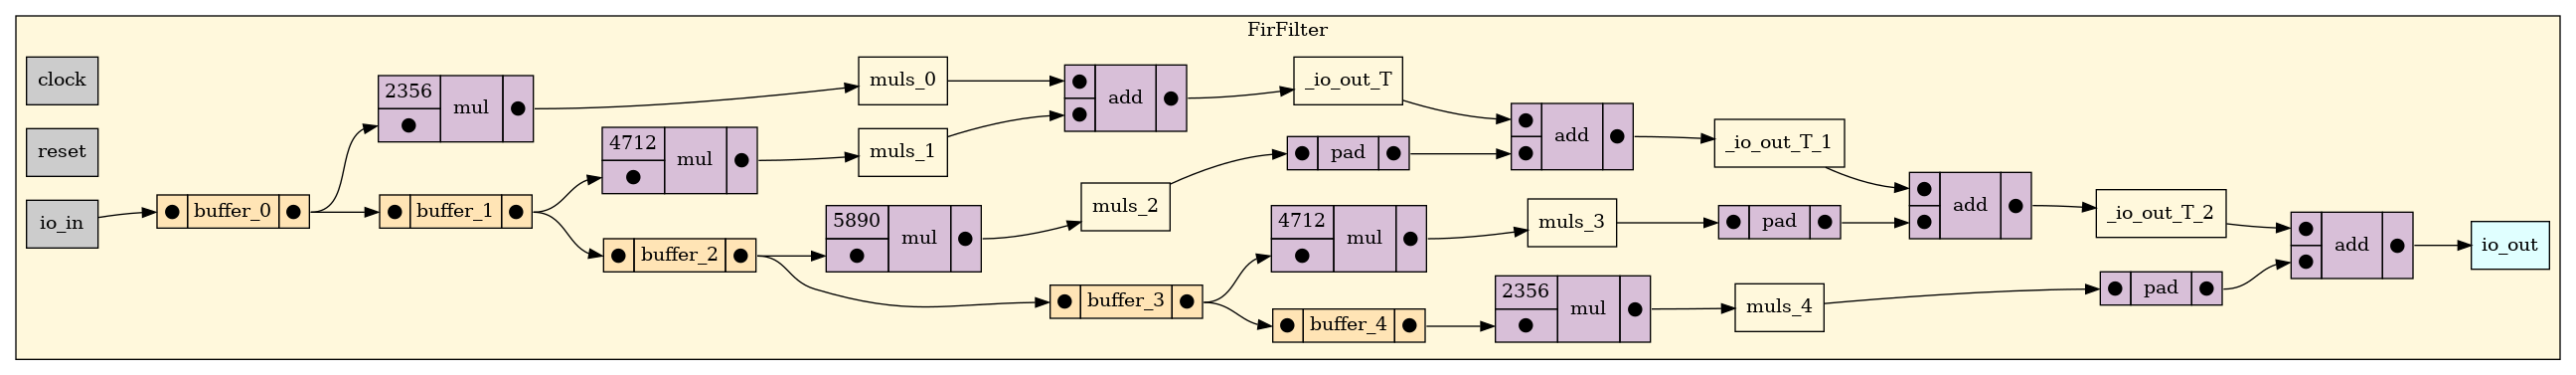 FirFilter
clock
reset
io_in
buffer_0
2356
mul
buffer_1
4712
mul
buffer_2
muls_0
muls_1
5890
mul
add
muls_2
buffer_3
_io_out_T
pad
4712
mul
buffer_4
add
muls_3
2356
mul
_io_out_T_1
pad
muls_4
add
_io_out_T_2
pad
add
io_out